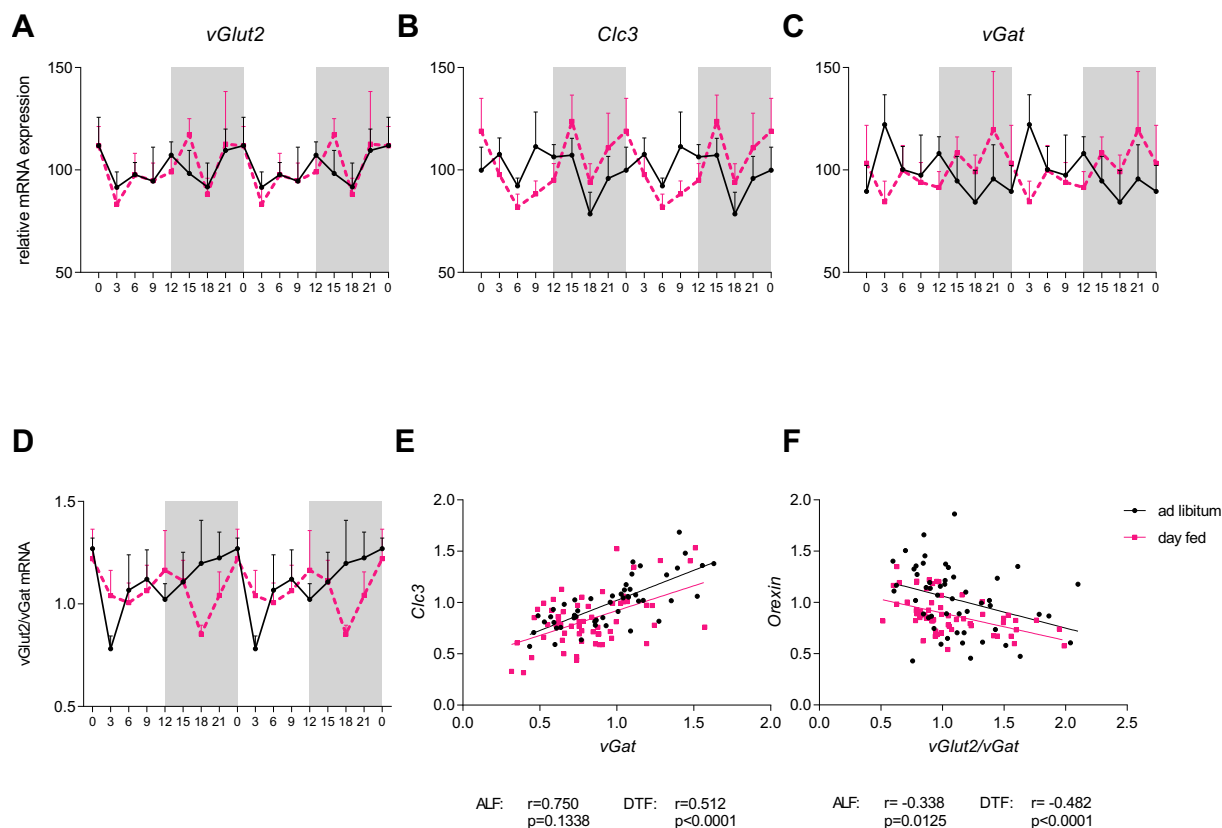 A
vGlut2
B
Clc3
C
vGat
relative mRNA expression
150
100
50
0 3 6 9 12 15 18 21 0 3 6 9 12 15 18 21 0
150
100
50
0 3 6 9 12 15 18 21 0 3 6 9 12 15 18 21 0
150
100
50
0 3 6 9 12 15 18 21 0 3 6 9 12 15 18 21 0
D
vGlut2/vGat mRNA
1.5
1.0
0.5
0 3 6 9 12 15 18 21 0 3 6 9 12 15 18 21 0
E
Clc3
2.0
1.5
1.0
0.5
0.0
0.0 0.5 1.0 1.5 2.0
vGat
ALF: r=0.750 DTF: r=0.512
p=0.1338 p<0.0001
F
Orexin
2.0
1.5
1.0
0.5
0.0
0.0 0.5 1.0 1.5 2.0 2.5
vGlut2/vGat
ad libitum
day fed
ALF: r= -0.338 DTF: r= -0.482
p=0.0125 p<0.0001